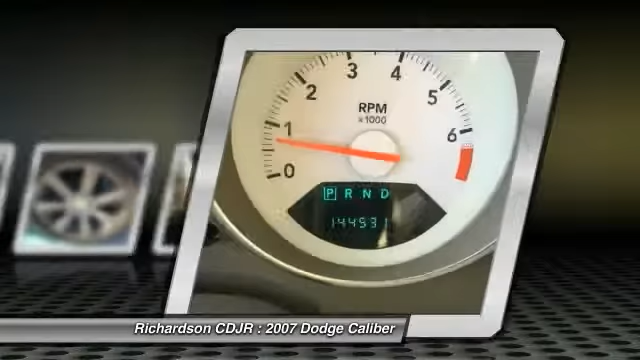 0 1 2 3 4 5 6
RPM
x1000
P R N D
144531
Richardson CDJR : 2007 Dodge Caliber